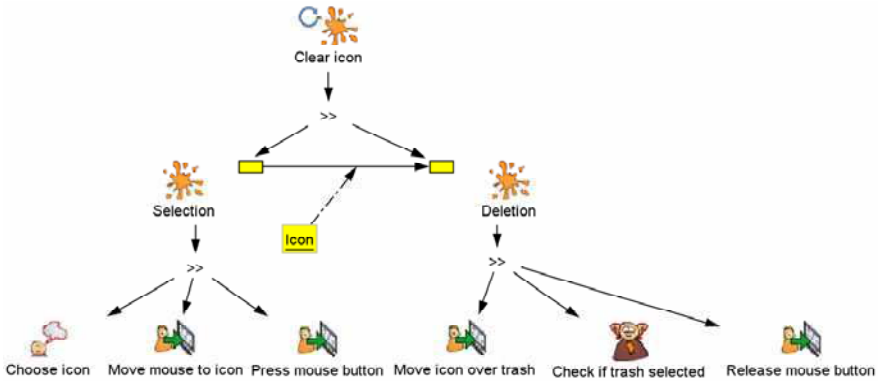 Clear icon
>>
Selection
Deletion
Icon
>>
>>
Choose icon
Move mouse to icon
Press mouse button
Move icon over trash
Check if trash selected
Release mouse button